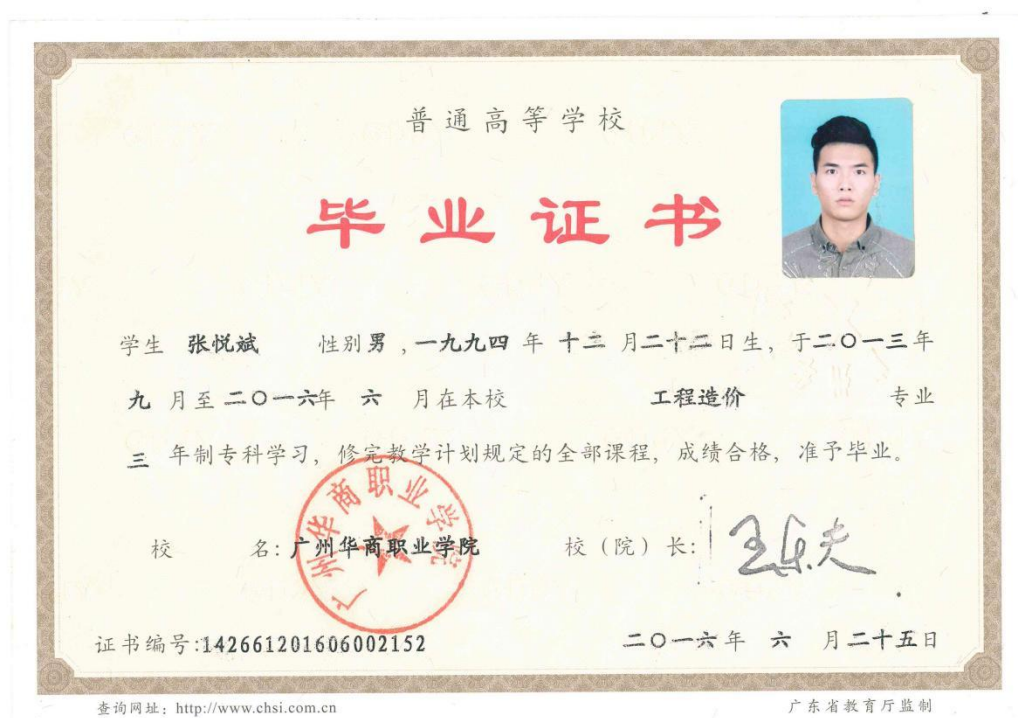 普通高等学校
毕业证书
学生 张悦斌 性别男,一九九四年十二月二十二日生,于二〇一三年
九月至二〇一六年六月在本校 工程造价 专业
三年制专科学习,修完教学计划规定的全部课程,成绩合格,准予毕业。
广州华商职业学院
校 名:广州华商职业学院 校(院)长:
证书编号:142661201606002152 二〇一六年六月二十五日
查询网址:http://www.chsi.com.cn 广东省教育厅监制